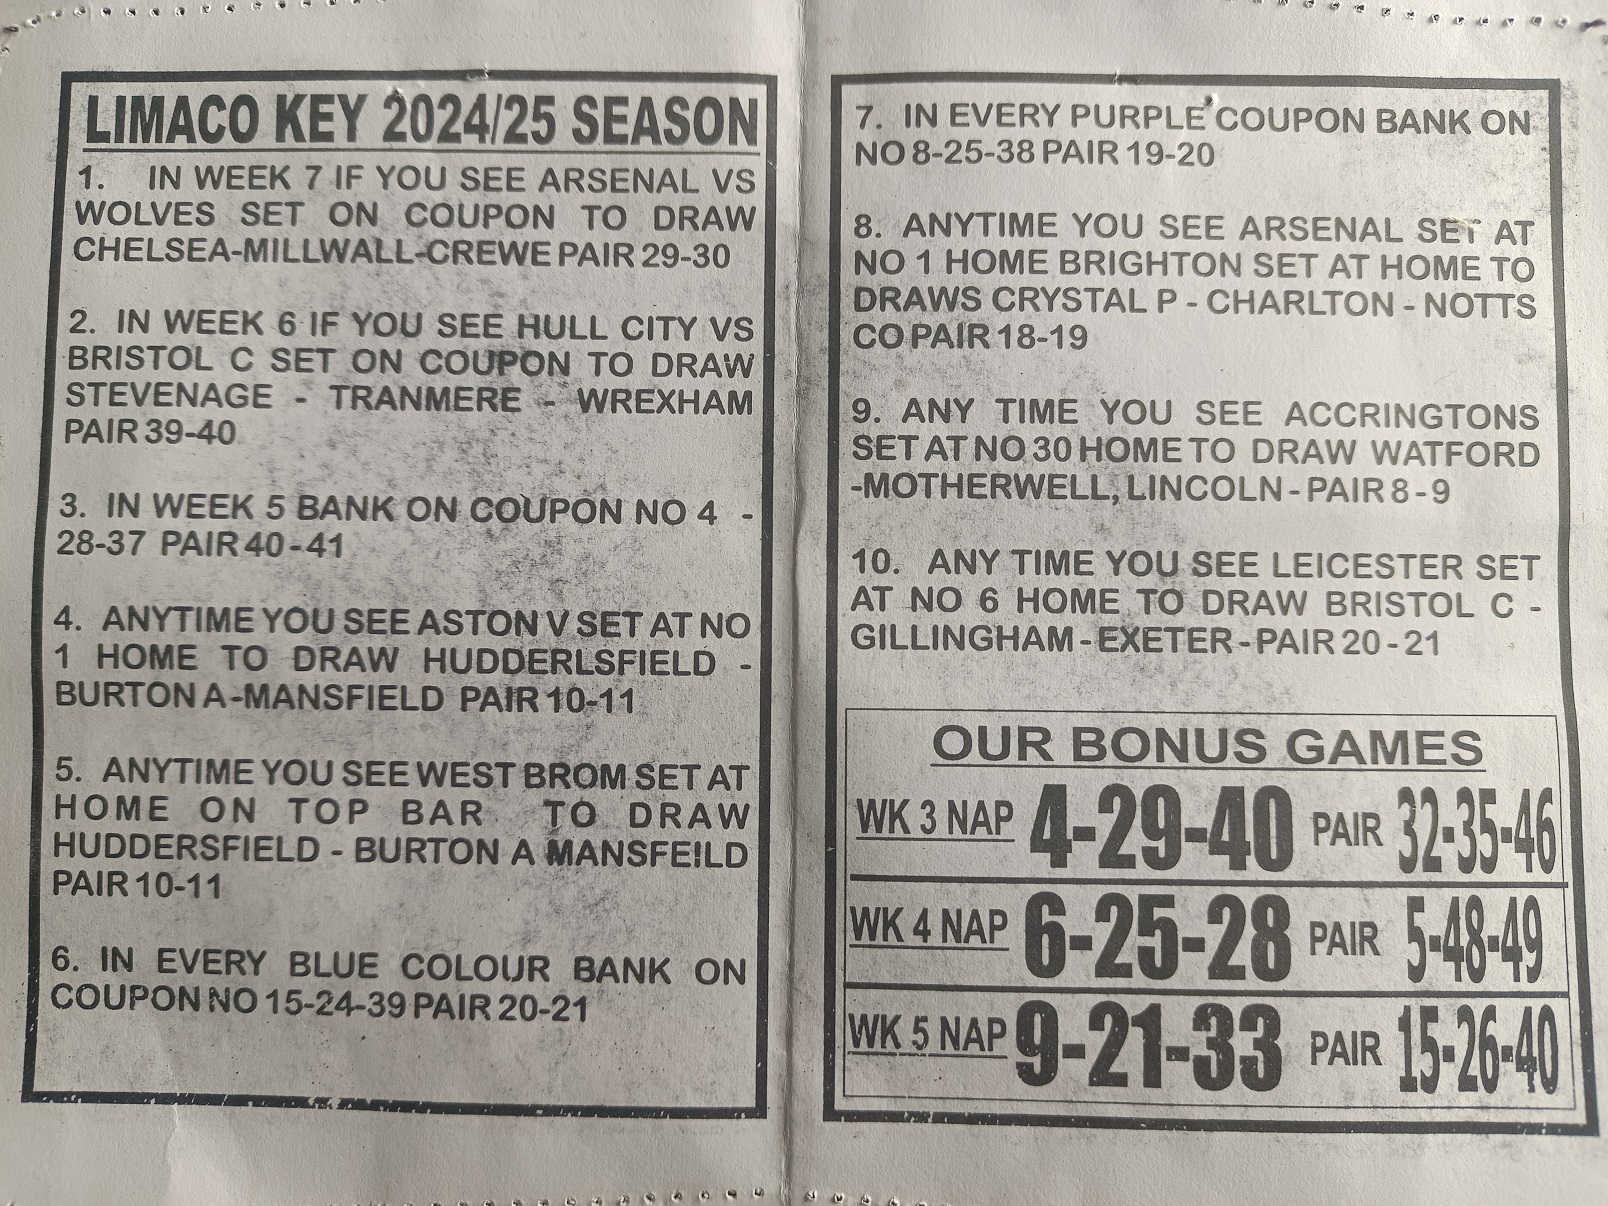 LIMACO KEY 2024/25 SEASON
1. IN WEEK 7 IF YOU SEE ARSENAL VS
WOLVES SET ON COUPON TO DRAW
CHELSEA-MILLWALL-CREWE PAIR 29-30
2. IN WEEK 6 IF YOU SEE HULL CITY VS
BRISTOL C SET ON COUPON TO DRAW
STEVENAGE - TRANMERE - WREXHAM
PAIR 39-40
3. IN WEEK 5 BANK ON COUPON NO 4 -
28-37 PAIR 40-41
4. ANYTIME YOU SEE ASTON V SET AT NO
1 HOME TO DRAW HUDDERLSFIELD -
BURTON A-MANSFIELD PAIR 10-11
5. ANYTIME YOU SEE WEST BROM SET AT
HOME ON TOP BAR TO DRAW
HUDDERSFIELD - BURTON A MANSFEILD
PAIR 10-11
6. IN EVERY BLUE COLOUR BANK ON
COUPON NO 15-24-39 PAIR 20-21
7. IN EVERY PURPLE COUPON BANK ON
NO 8-25-38 PAIR 19-20
8. ANYTIME YOU SEE ARSENAL SET AT
NO 1 HOME BRIGHTON SET AT HOME TO
DRAWS CRYSTAL P - CHARLTON - NOTTS
CO PAIR 18-19
9. ANY TIME YOU SEE ACCRINGTONS
SET AT NO 30 HOME TO DRAW WATFORD
-MOTHERWELL, LINCOLN - PAIR 8-9
10. ANY TIME YOU SEE LEICESTER SET
AT NO 6 HOME TO DRAW BRISTOL C -
GILLINGHAM - EXETER - PAIR 20 - 21
OUR BONUS GAMES
WK 3 NAP 4-29-40 PAIR 32-35-46
WK 4 NAP 6-25-28 PAIR 5-48-49
WK 5 NAP 9-21-33 PAIR 15-26-40